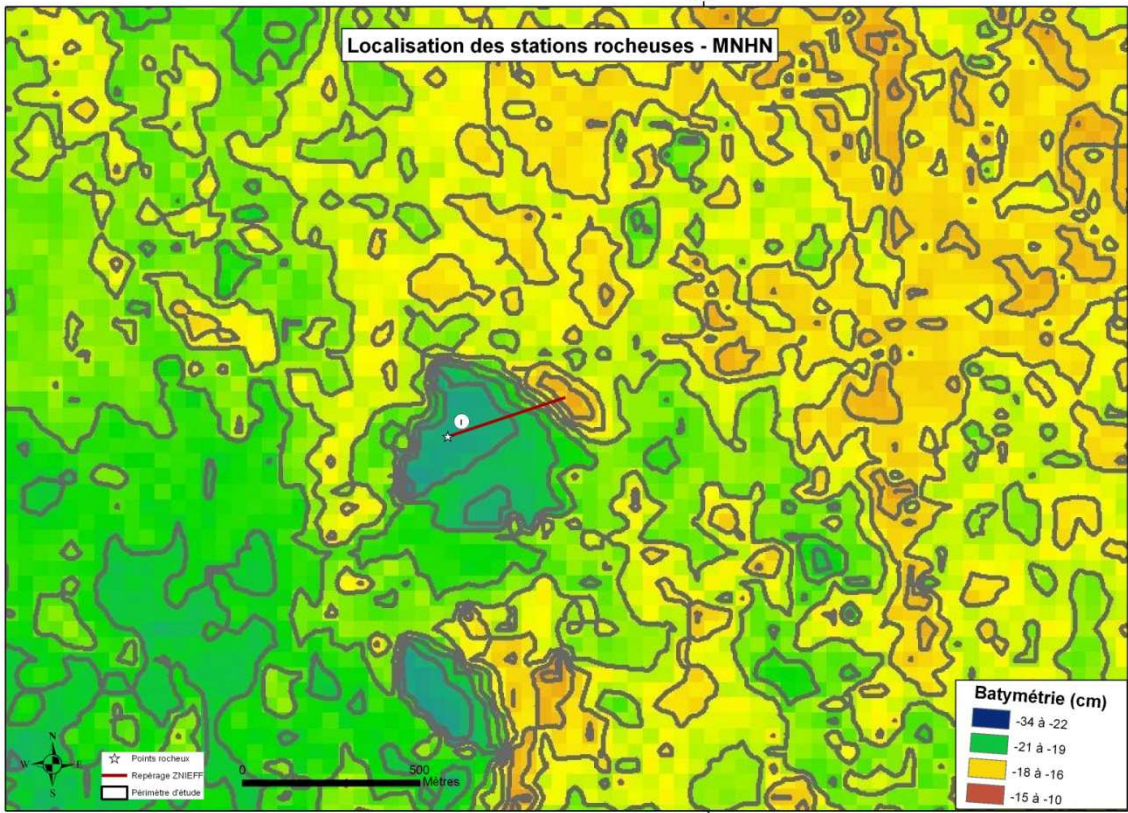 Localisation des stations rocheuses - MNHN
I
Batymétrie (cm)
-34 à -22
-21 à -19
-18 à -16
-15 à -10
N
W E
S
Points rocheux
Repérage ZNIEFF
Périmètre d'étude
0 500
Mètres